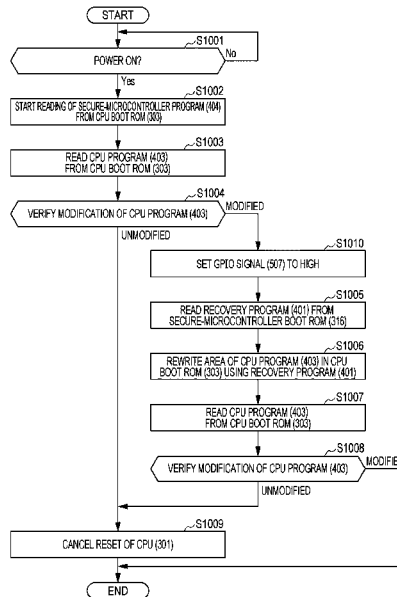 START
S1001
POWER ON?
No
Yes
S1002
START READING OF SECURE-MICROCONTROLLER PROGRAM (404)
FROM CPU BOOT ROM (303)
S1003
READ CPU PROGRAM (403)
FROM CPU BOOT ROM (303)
S1004
VERIFY MODIFICATION OF CPU PROGRAM (403)
MODIFIED
UNMODIFIED
S1010
SET GPIO SIGNAL (507) TO HIGH
S1005
READ RECOVERY PROGRAM (401) FROM
SECURE-MICROCONTROLLER BOOT ROM (316)
S1006
REWRITE AREA OF CPU PROGRAM (403) IN CPU
BOOT ROM (303) USING RECOVERY PROGRAM (401)
S1007
READ CPU PROGRAM (403)
FROM CPU BOOT ROM (303)
S1008
VERIFY MODIFICATION OF CPU PROGRAM (403)
MODIFIE
UNMODIFIED
S1009
CANCEL RESET OF CPU (301)
END